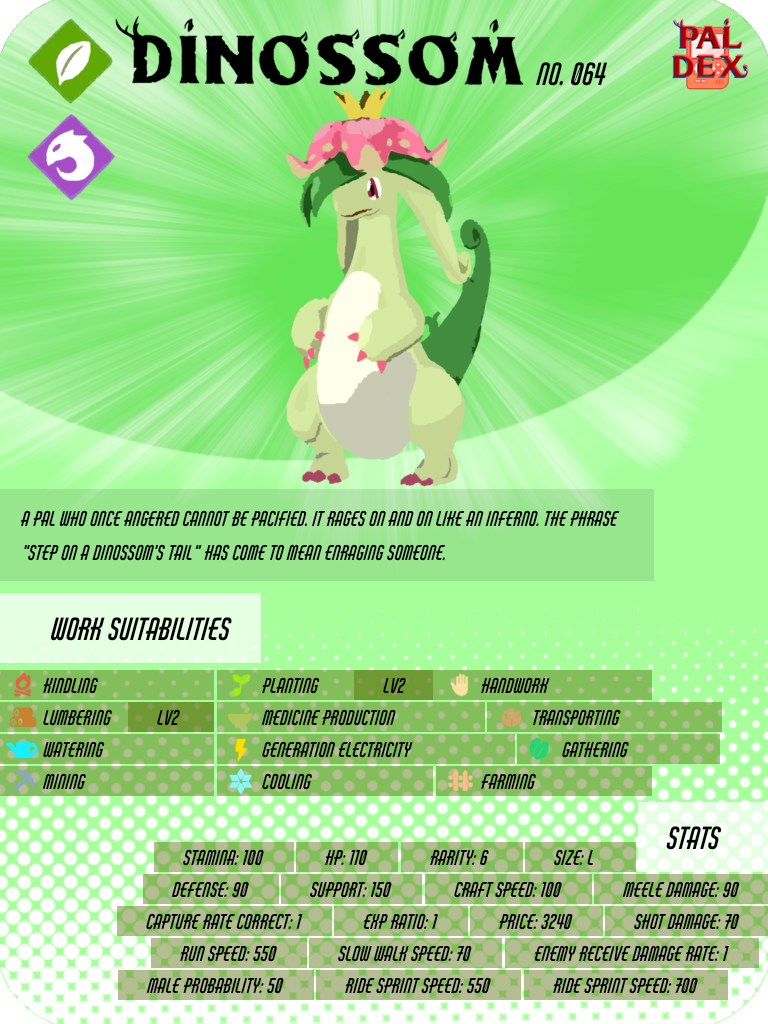 DINOSSOM NO. 064
PAL
DEX
A PAL WHO ONCE ANGERED CANNOT BE PACIFIED. IT RAGES ON AND ON LIKE AN INFERNO. THE PHRASE
"STEP ON A DINOSSOM'S TAIL" HAS COME TO MEAN ENRAGING SOMEONE.
WORK SUITABILITIES
KINDLING PLANTING LV2 HANDWORK
LUMBERING LV2 MEDICINE PRODUCTION TRANSPORTING
WATERING GENERATION ELECTRICITY GATHERING
MINING COOLING FARMING
STATS
STAMINA: 100 HP: 110 RARITY: 6 SIZE: L
DEFENSE: 90 SUPPORT: 150 CRAFT SPEED: 100 MEELE DAMAGE: 90
CAPTURE RATE CORRECT: 1 EXP RATIO: 1 PRICE: 3240 SHOT DAMAGE: 70
RUN SPEED: 550 SLOW WALK SPEED: 70 ENEMY RECEIVE DAMAGE RATE: 1
MALE PROBABILITY: 50 RIDE SPRINT SPEED: 550 RIDE SPRINT SPEED: 700